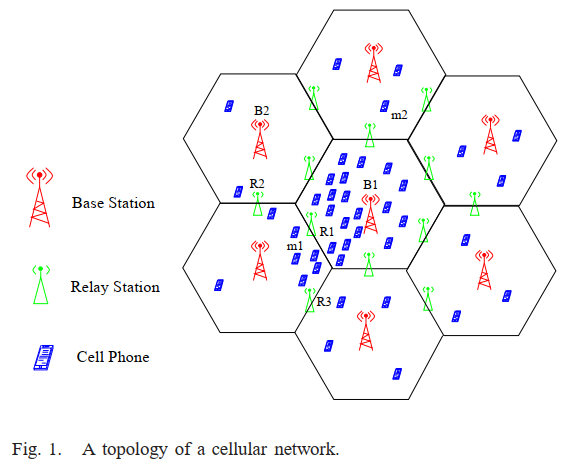 m2
B2
B1
R2
Base Station
R1
m1
Relay Station
R3
Cell Phone
Fig. 1. A topology of a cellular network.